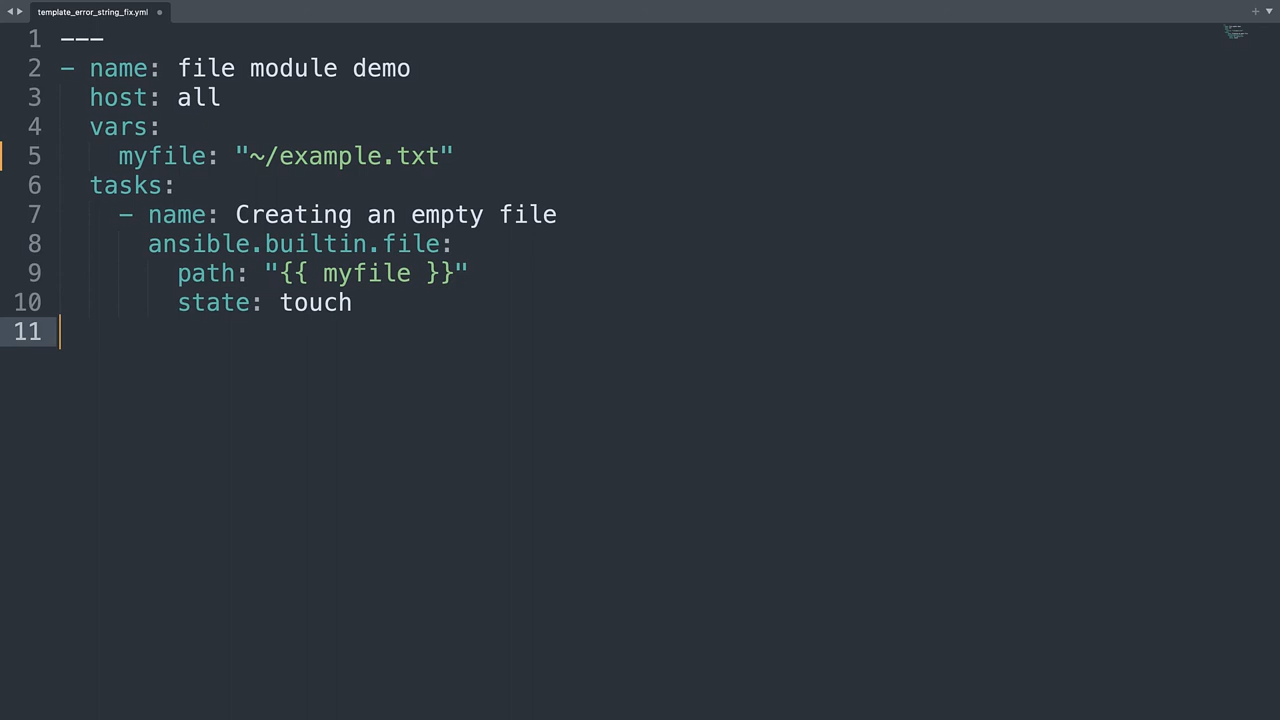 template_error_string_fix.yml
1 ---
2 - name: file module demo
3   host: all
4   vars:
5     myfile: "~/example.txt"
6   tasks:
7     - name: Creating an empty file
8       ansible.builtin.file:
9         path: "{{ myfile }}"
10         state: touch
11